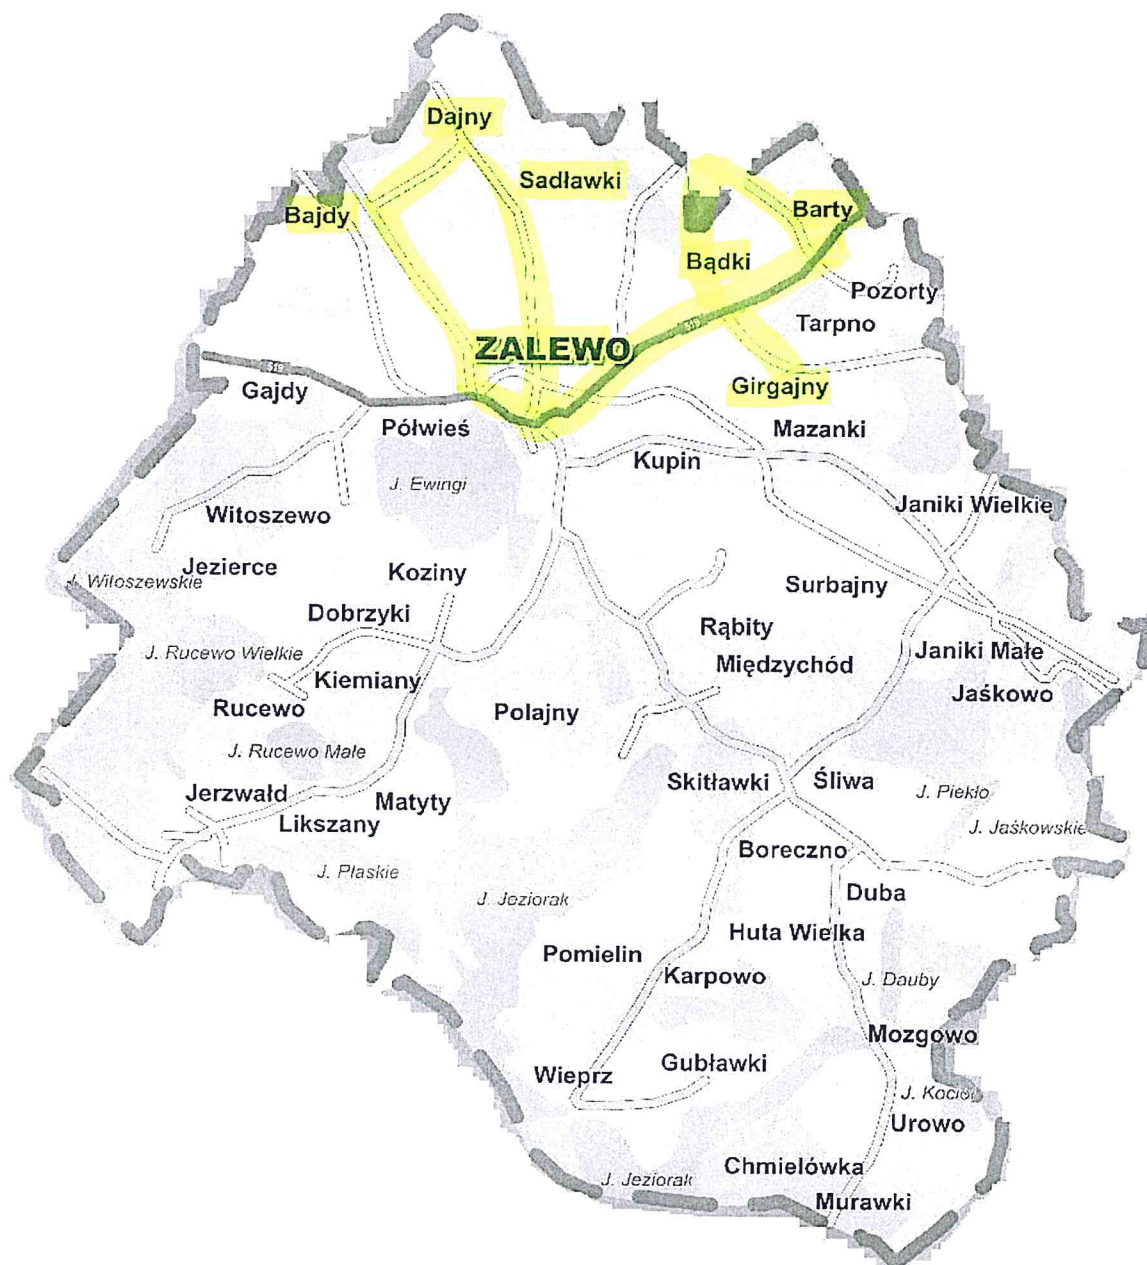 Dajny
Sadławki
Bajdy
Barty
Bądki
Pozorty
Tarpno
519
ZALEWO
519
Gajdy
Girgajny
Półwieś
Mazanki
Kupin
J. Ewingi
Janiki Wielkie
Witoszewo
Jezierce
Koziny
J. Witoszewskie
Surbajny
Dobrzyki
Rąbity
J. Rucewo Wielkie
Janiki Małe
Międzychód
Kiemiany
Jaśkowo
Rucewo
Polajny
J. Rucewo Małe
Skitławki
Śliwa
J. Piekło
Jerzwałd
Matyty
Likszany
J. Jaśkowskie
Boreczno
J. Płaskie
Duba
J. Jeziorak
Huta Wielka
Pomielin
Karpowo
J. Dauby
Mozgowo
Gubławki
Wieprz
J. Kocioł
Urowo
Chmielówka
J. Jeziorak
Murawki